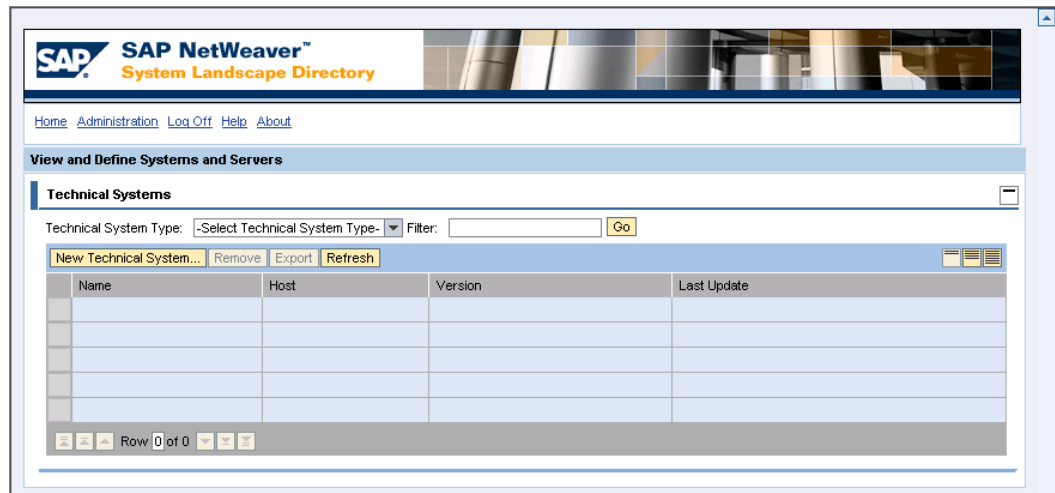 SAP SAP NetWeaver™
System Landscape Directory
Home Administration Log Off Help About
View and Define Systems and Servers
Technical Systems
Technical System Type: -Select Technical System Type- Filter: Go
New Technical System... Remove Export Refresh
Name Host Version Last Update
Row 0 of 0